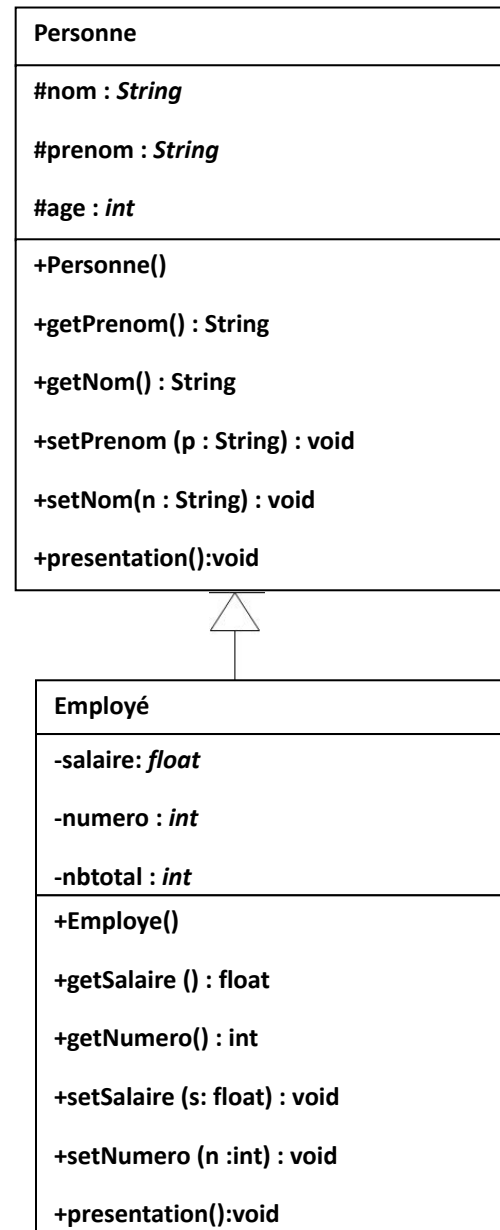 Personne
#nom : String
#prenom : String
#age : int
+Personne()
+getPrenom() : String
+getNom() : String
+setPrenom (p : String) : void
+setNom(n : String) : void
+presentation():void
Employé
-salaire: float
-numero : int
-nbtotal : int
+Employe()
+getSalaire () : float
+getNumero() : int
+setSalaire (s: float) : void
+setNumero (n :int) : void
+presentation():void